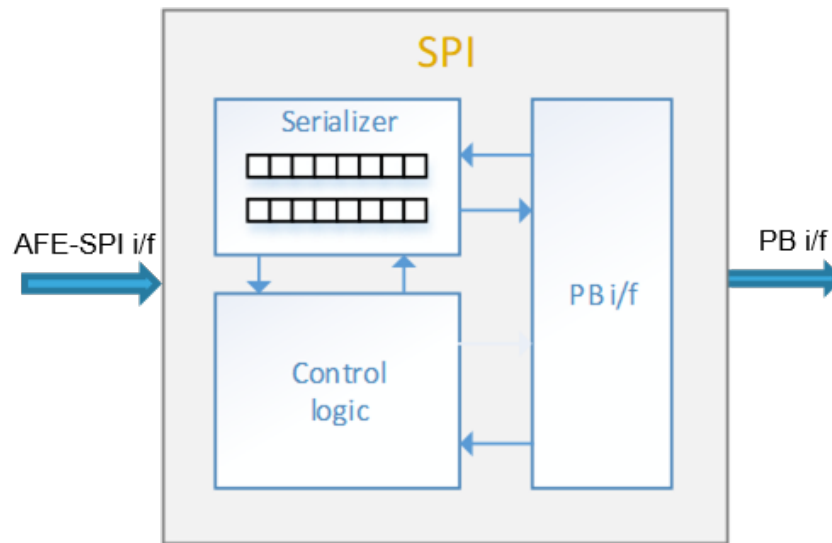 SPI
Serializer
AFE-SPI i/f
PB i/f
PB i/f
Control
logic